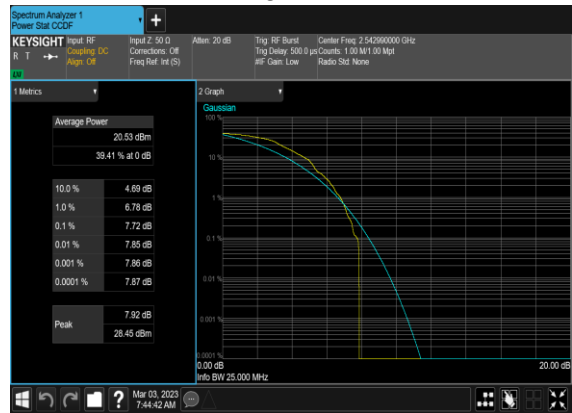 Spectrum Analyzer 1
Power Stat CCDF
KEYSIGHT
R T
LXI
Input: RF
Coupling: DC
Align: Off
Input Z: 50 Ω
Corrections: Off
Freq Ref: Int (S)
Atten: 20 dB
Trig: RF Burst
Trig Delay: 500.0 µs
#IF Gain: Low
Center Freq: 2.542990000 GHz
Counts: 1.00 M/1.00 Mpt
Radio Std: None
1 Metrics
Average Power
20.53 dBm
39.41 % at 0 dB
10.0 % 4.69 dB
1.0 % 6.78 dB
0.1 % 7.72 dB
0.01 % 7.85 dB
0.001 % 7.86 dB
0.0001 % 7.87 dB
Peak
7.92 dB
28.45 dBm
2 Graph
Gaussian
100 %
10 %
1 %
0.1 %
0.01 %
0.001 %
0.0001 %
0.00 dB 20.00 dB
Info BW 25.000 MHz
Mar 03, 2023
7:44:42 AM